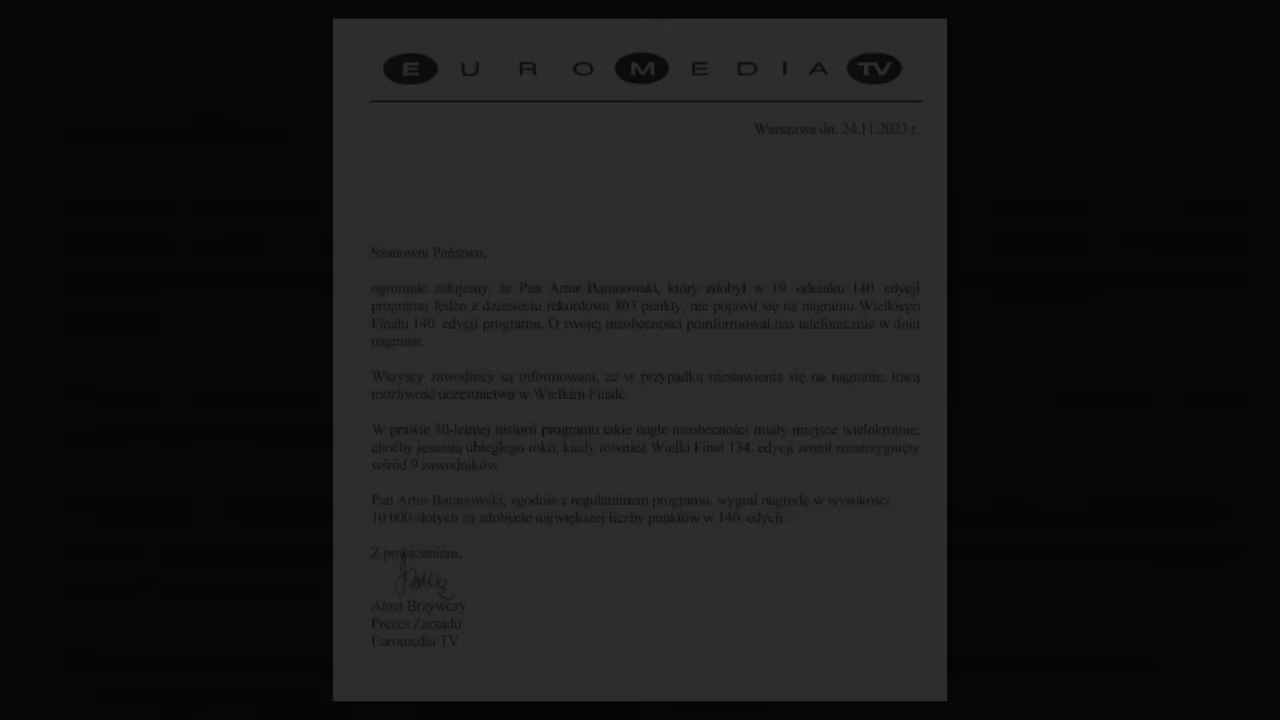 EUROMEDIA TV
Warszawa dn. 24.11.2023 r.
Szanowni Państwo,
ogromnie żałujemy, że Pan Artur Baranowski, który zdobył w 19. odcinku 140. edycji
programu Jeden z dziesięciu rekordowe 803 punkty, nie pojawił się na nagraniu Wielkiego
Finału 140. edycji programu. O swojej nieobecności poinformował nas telefonicznie w dniu
nagrania.
Wszyscy zawodnicy są informowani, że w przypadku niestawienia się na nagranie, tracą
możliwość uczestnictwa w Wielkim Finale.
W prawie 30-letniej historii programu takie nagłe nieobecności miały miejsce wielokrotnie,
choćby jesienią ubiegłego roku, kiedy również Wielki Finał 134. edycji został rozstrzygnięty
wśród 9 zawodników.
Pan Artur Baranowski, zgodnie z regulaminem programu, wygrał nagrodę w wysokości
10 000 złotych za zdobycie największej liczby punktów w 140. edycji.
Z poważaniem,
Anna Brzywczy
Prezes Zarządu
Euromedia TV